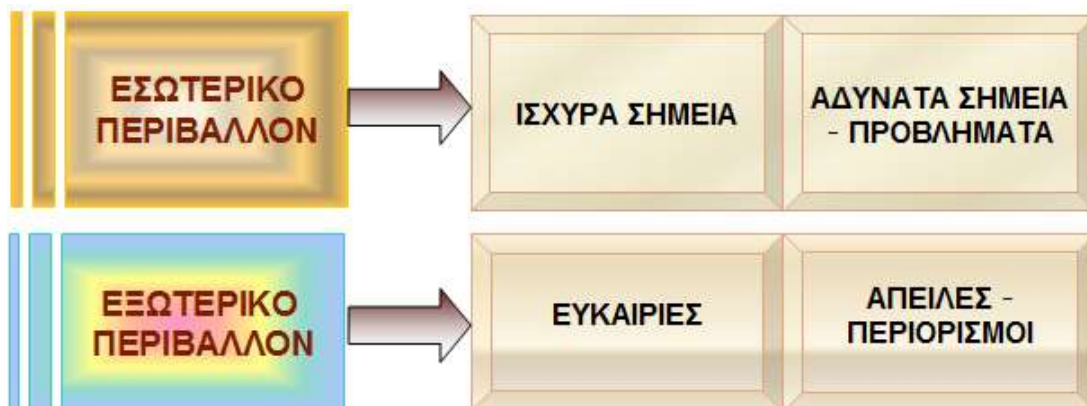 ΕΣΩΤΕΡΙΚΟ
ΠΕΡΙΒΑΛΛΟΝ
ΙΣΧΥΡΑ ΣΗΜΕΙΑ
ΑΔΥΝΑΤΑ ΣΗΜΕΙΑ
- ΠΡΟΒΛΗΜΑΤΑ
ΕΞΩΤΕΡΙΚΟ
ΠΕΡΙΒΑΛΛΟΝ
ΕΥΚΑΙΡΙΕΣ
ΑΠΕΙΛΕΣ -
ΠΕΡΙΟΡΙΣΜΟΙ